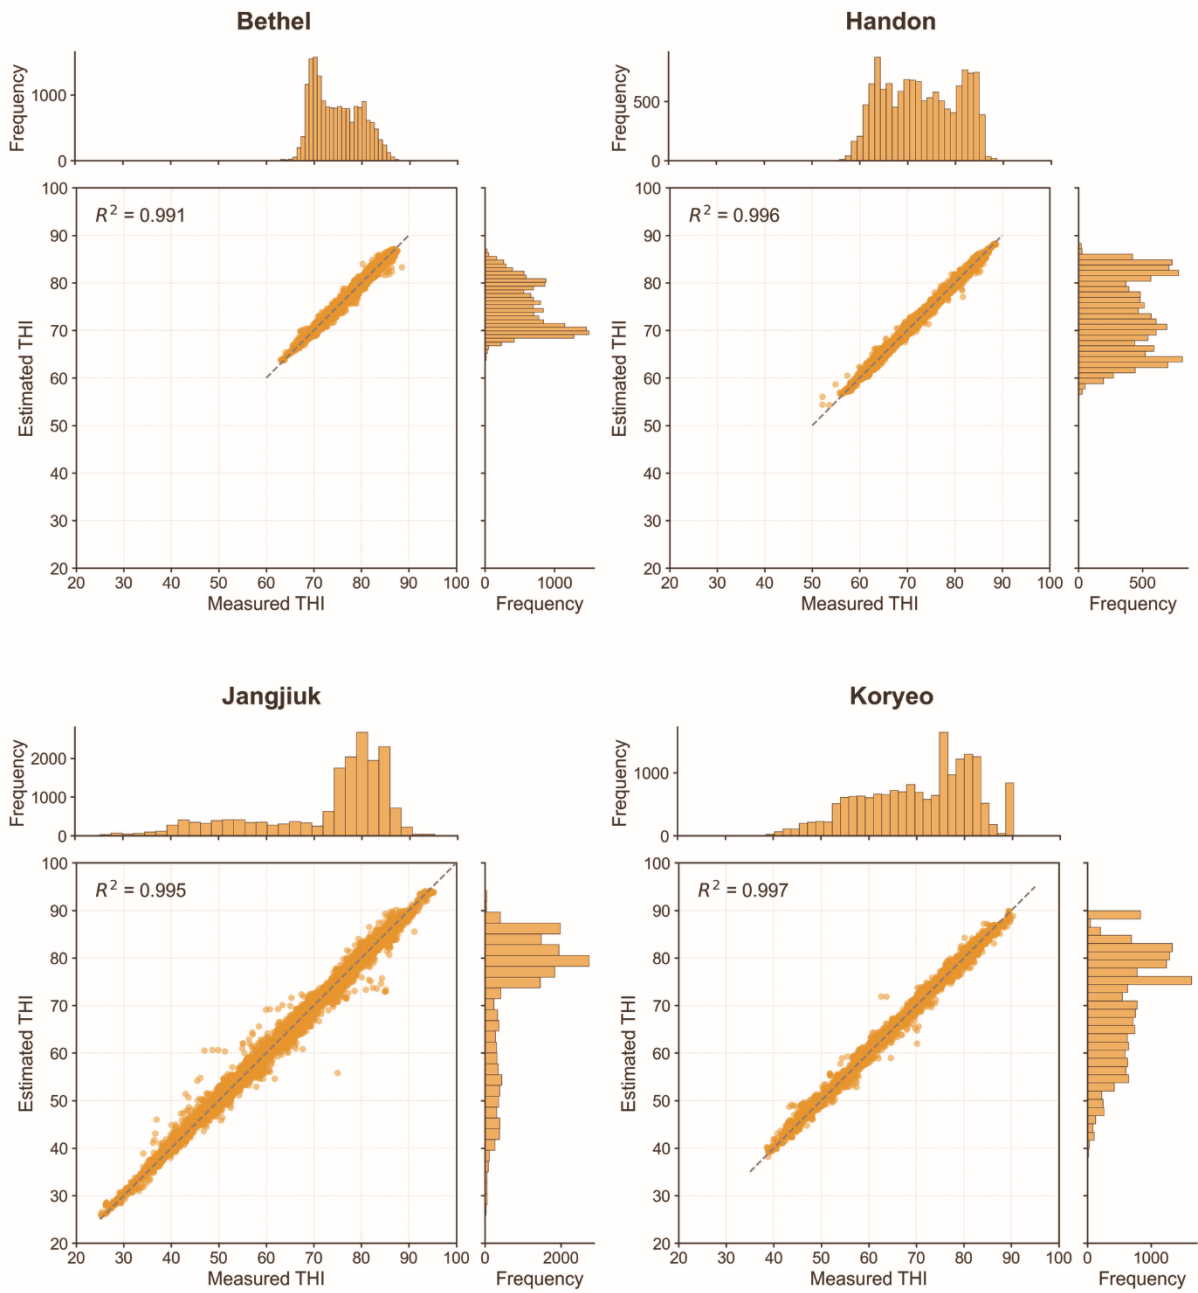 Bethel
Frequency
1000
0
100
90
80
70
60
50
40
30
20
R² = 0.991
Estimated THI
20 30 40 50 60 70 80 90 100
Measured THI
0 1000
Frequency
Handon
Frequency
500
0
100
90
80
70
60
50
40
30
20
R² = 0.996
Estimated THI
20 30 40 50 60 70 80 90 100
Measured THI
0 500
Frequency
Jangjiuk
Frequency
2000
1000
0
100
90
80
70
60
50
40
30
20
R² = 0.995
Estimated THI
20 30 40 50 60 70 80 90 100
Measured THI
0 2000
Frequency
Koryeo
Frequency
1000
0
100
90
80
70
60
50
40
30
20
R² = 0.997
Estimated THI
20 30 40 50 60 70 80 90 100
Measured THI
0 1000
Frequency